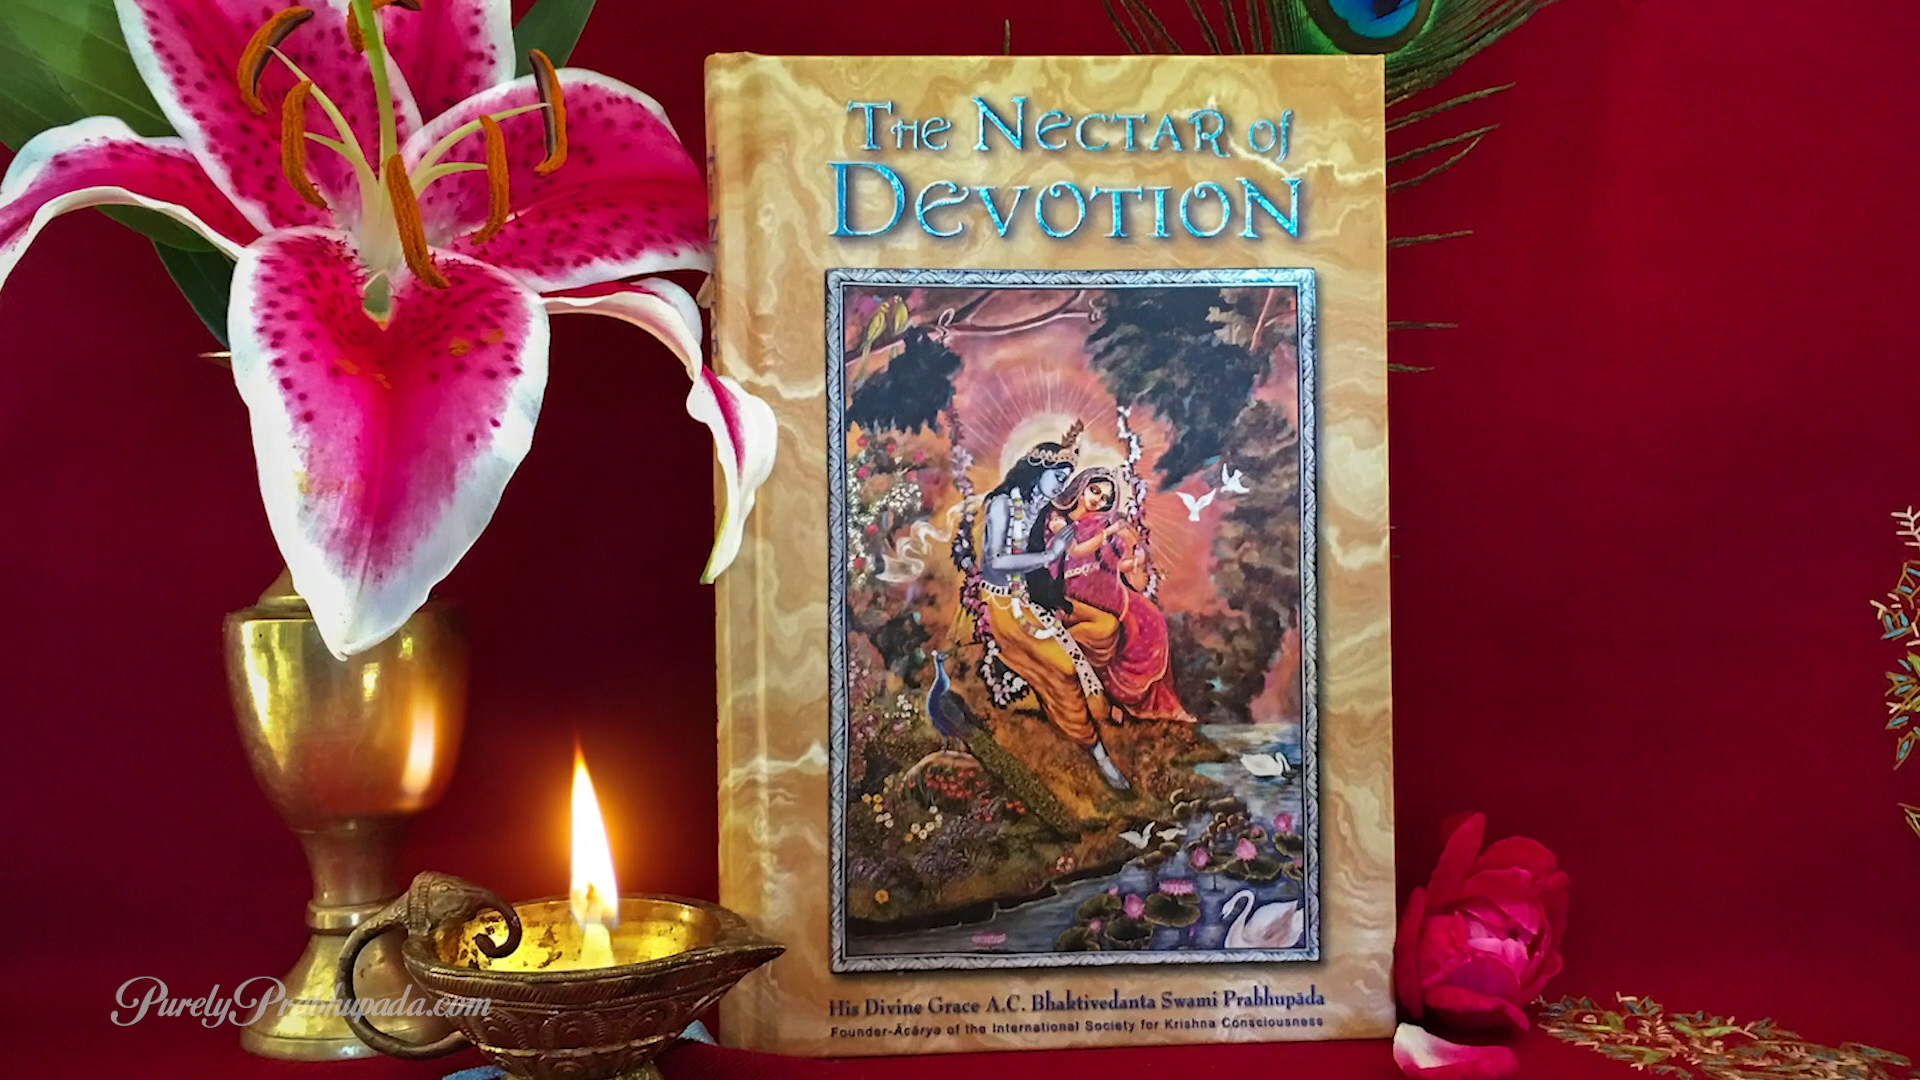 The Nectar of
Devotion
His Divine Grace A.C. Bhaktivedanta Swami Prabhupāda
Founder-Ācārya of the International Society for Krishna Consciousness
PurelyPrabhupada.com